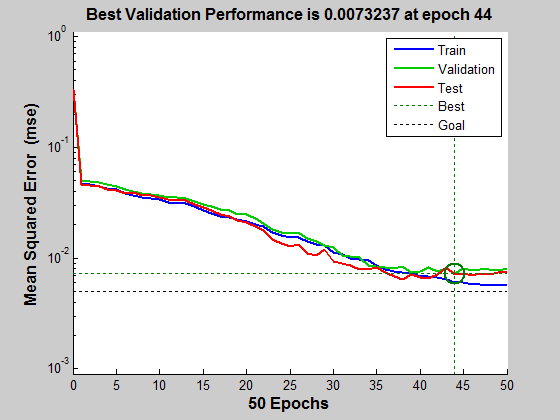 Best Validation Performance is 0.0073237 at epoch 44
Mean Squared Error (mse)
10^0
10^-1
10^-2
10^-3
Train
Validation
Test
Best
Goal
0 5 10 15 20 25 30 35 40 45 50
50 Epochs